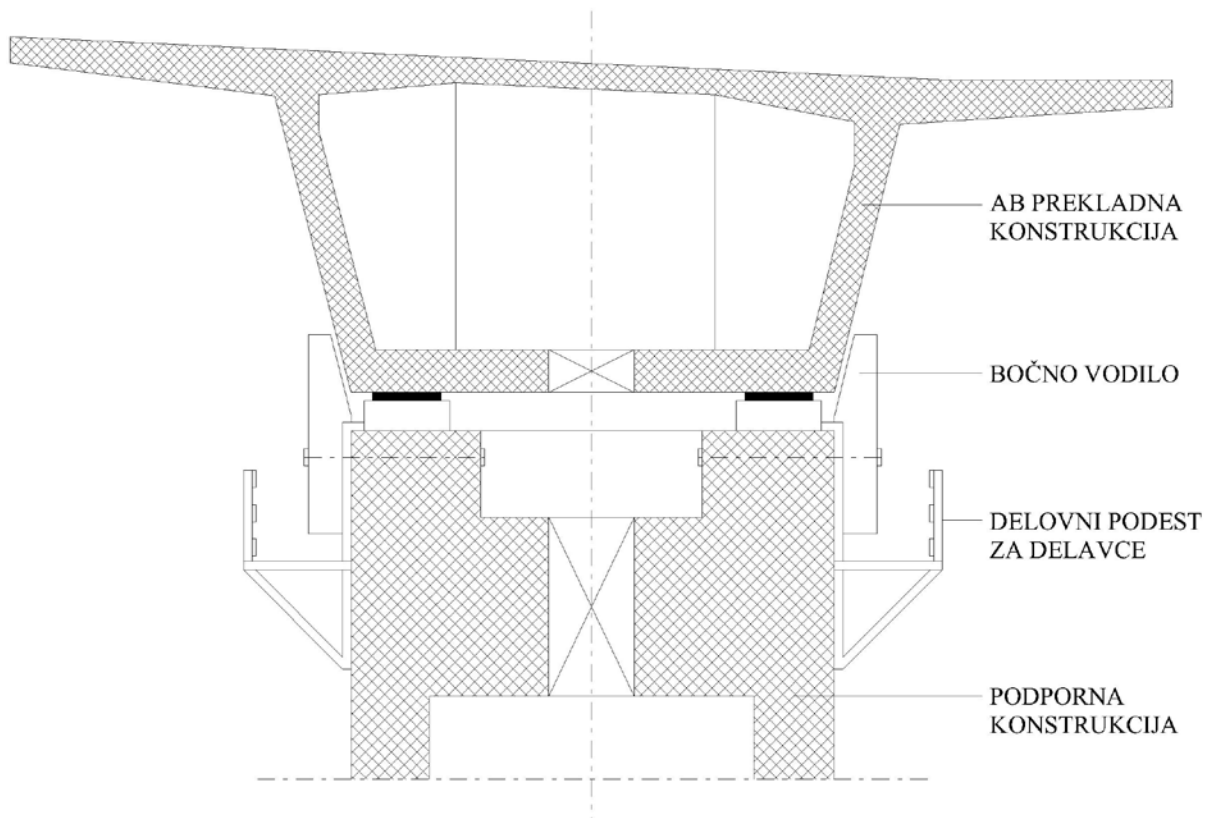 AB PREKLADNA
KONSTRUKCIJA
BOČNO VODILO
DELOVNI PODEST
ZA DELAVCE
PODPORNA
KONSTRUKCIJA